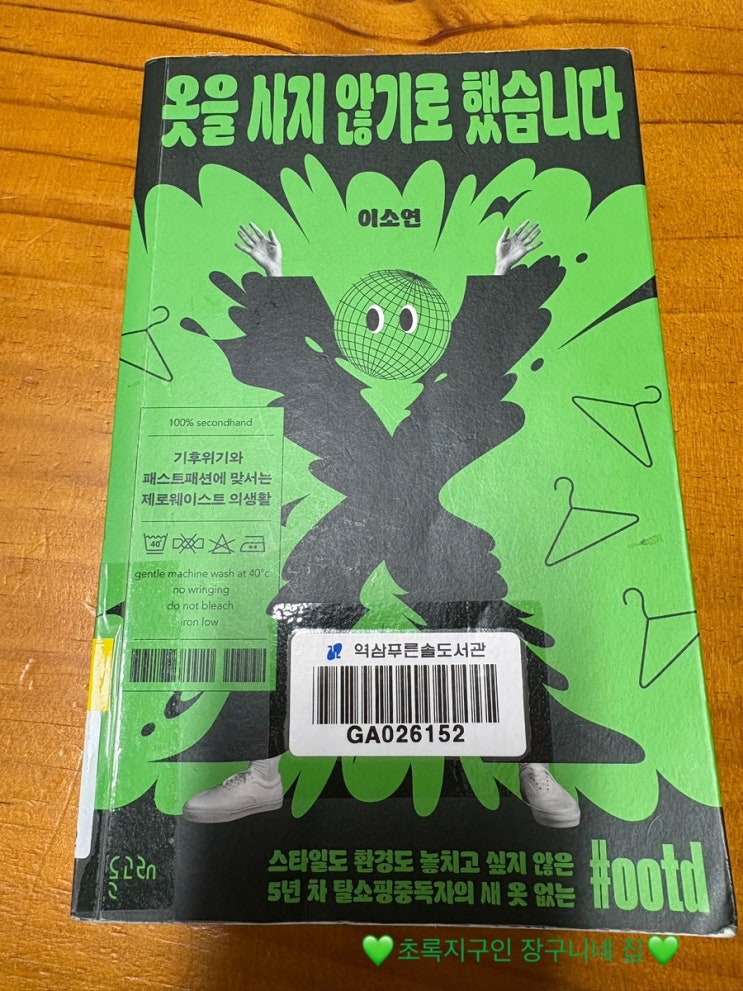 옷을 사지 않기로 했습니다
이소연
100% secondhand
기후위기와
패스트패션에 맞서는
제로웨이스트 의생활
40°
gentle machine wash at 40°c
no wringing
do not bleach
iron low
역삼푸른솔도서관
GA026152
스타일도 환경도 놓치고 싶지 않은
5년 차 탈쇼핑중독자의 새 옷 없는
#ootd
돌고래
💚초록지구인 장구니네 집💚